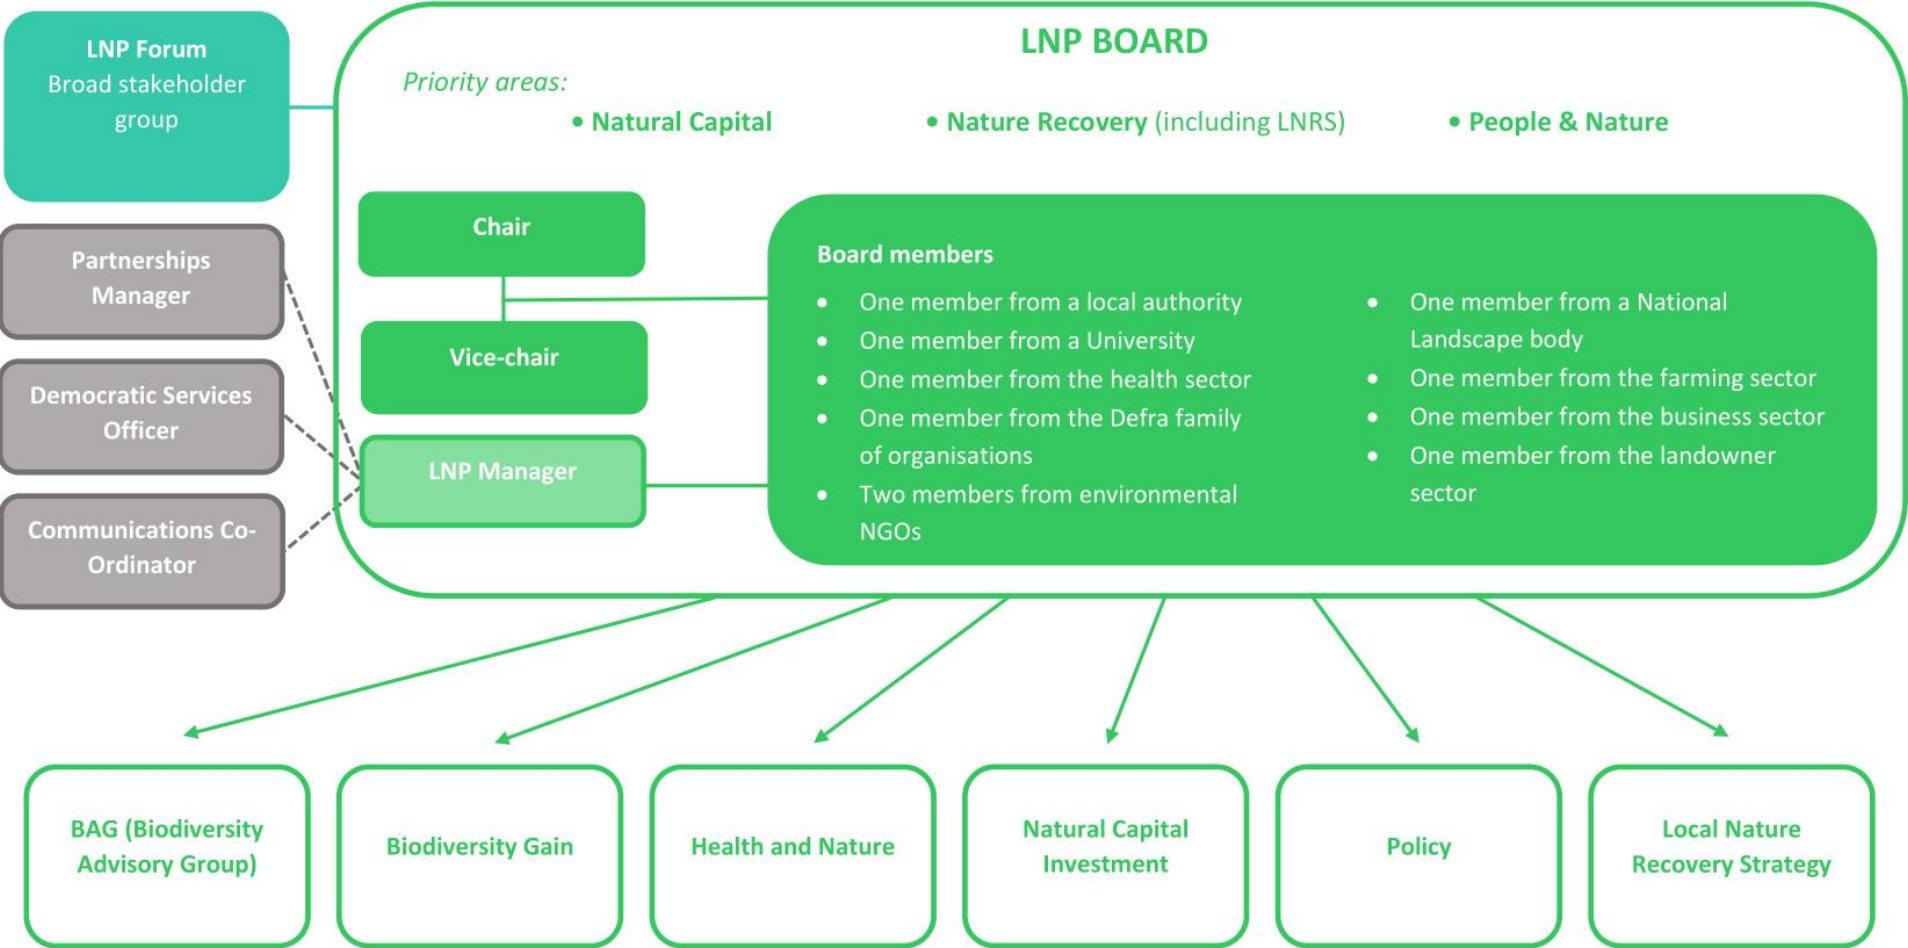 LNP Forum
Broad stakeholder
group
Partnerships
Manager
Democratic Services
Officer
Communications Co-
Ordinator
LNP BOARD
Priority areas:
• Natural Capital
• Nature Recovery (including LNRS)
• People & Nature
Chair
Vice-chair
LNP Manager
Board members
• One member from a local authority
• One member from a University
• One member from the health sector
• One member from the Defra family
of organisations
• Two members from environmental
NGOs
• One member from a National
Landscape body
• One member from the farming sector
• One member from the business sector
• One member from the landowner
sector
BAG (Biodiversity
Advisory Group)
Biodiversity Gain
Health and Nature
Natural Capital
Investment
Policy
Local Nature
Recovery Strategy